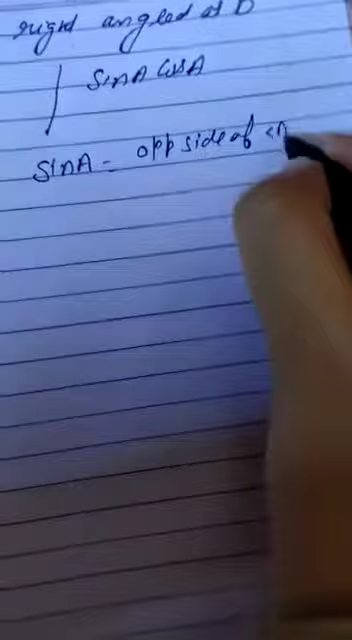 right angled at D
SinA CosA
SinA = opp side of <A